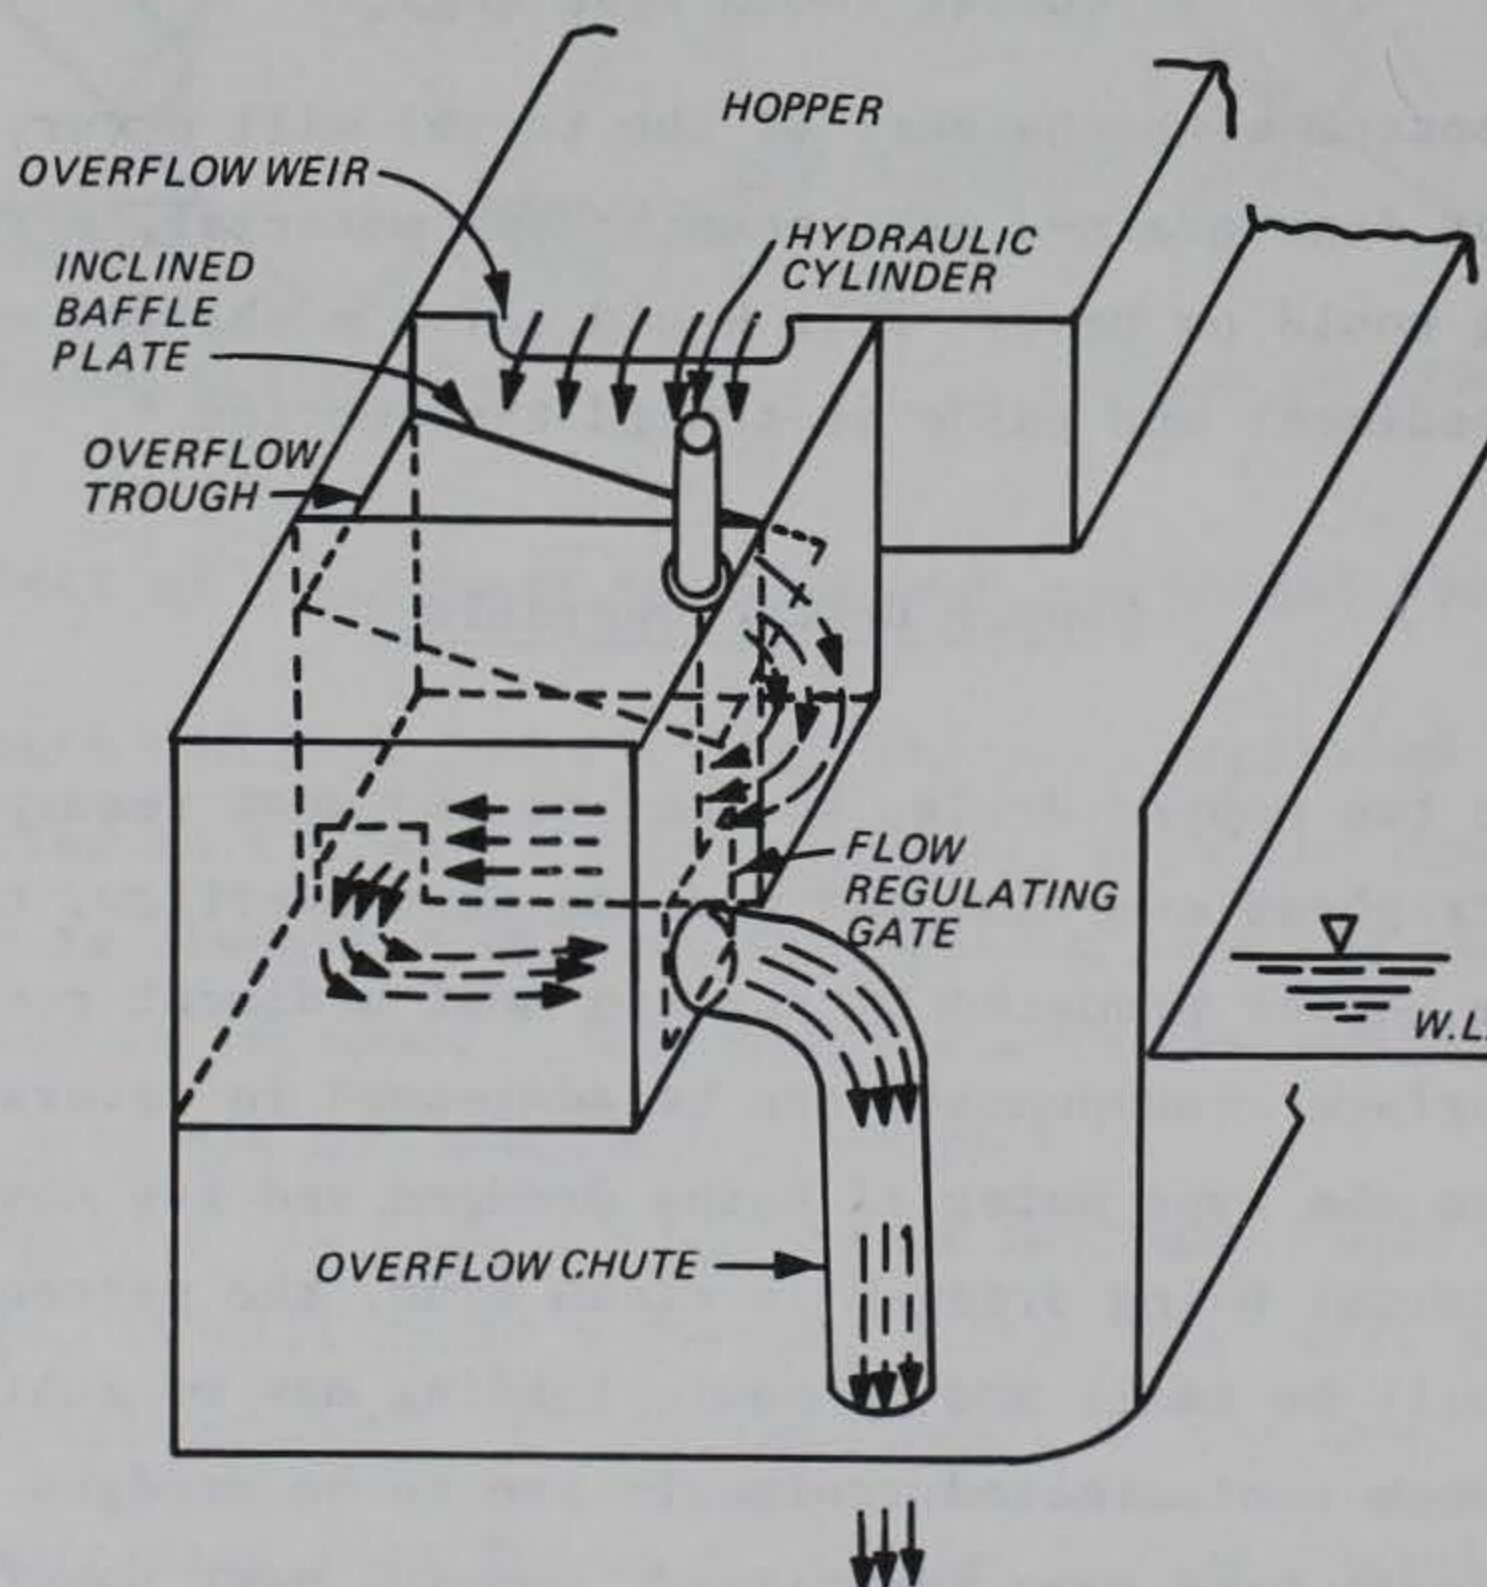 HOPPER
OVERFLOW WEIR
HYDRAULIC
CYLINDER
INCLINED
BAFFLE
PLATE
OVERFLOW
TROUGH
FLOW
REGULATING
GATE
W.L.
OVERFLOW CHUTE